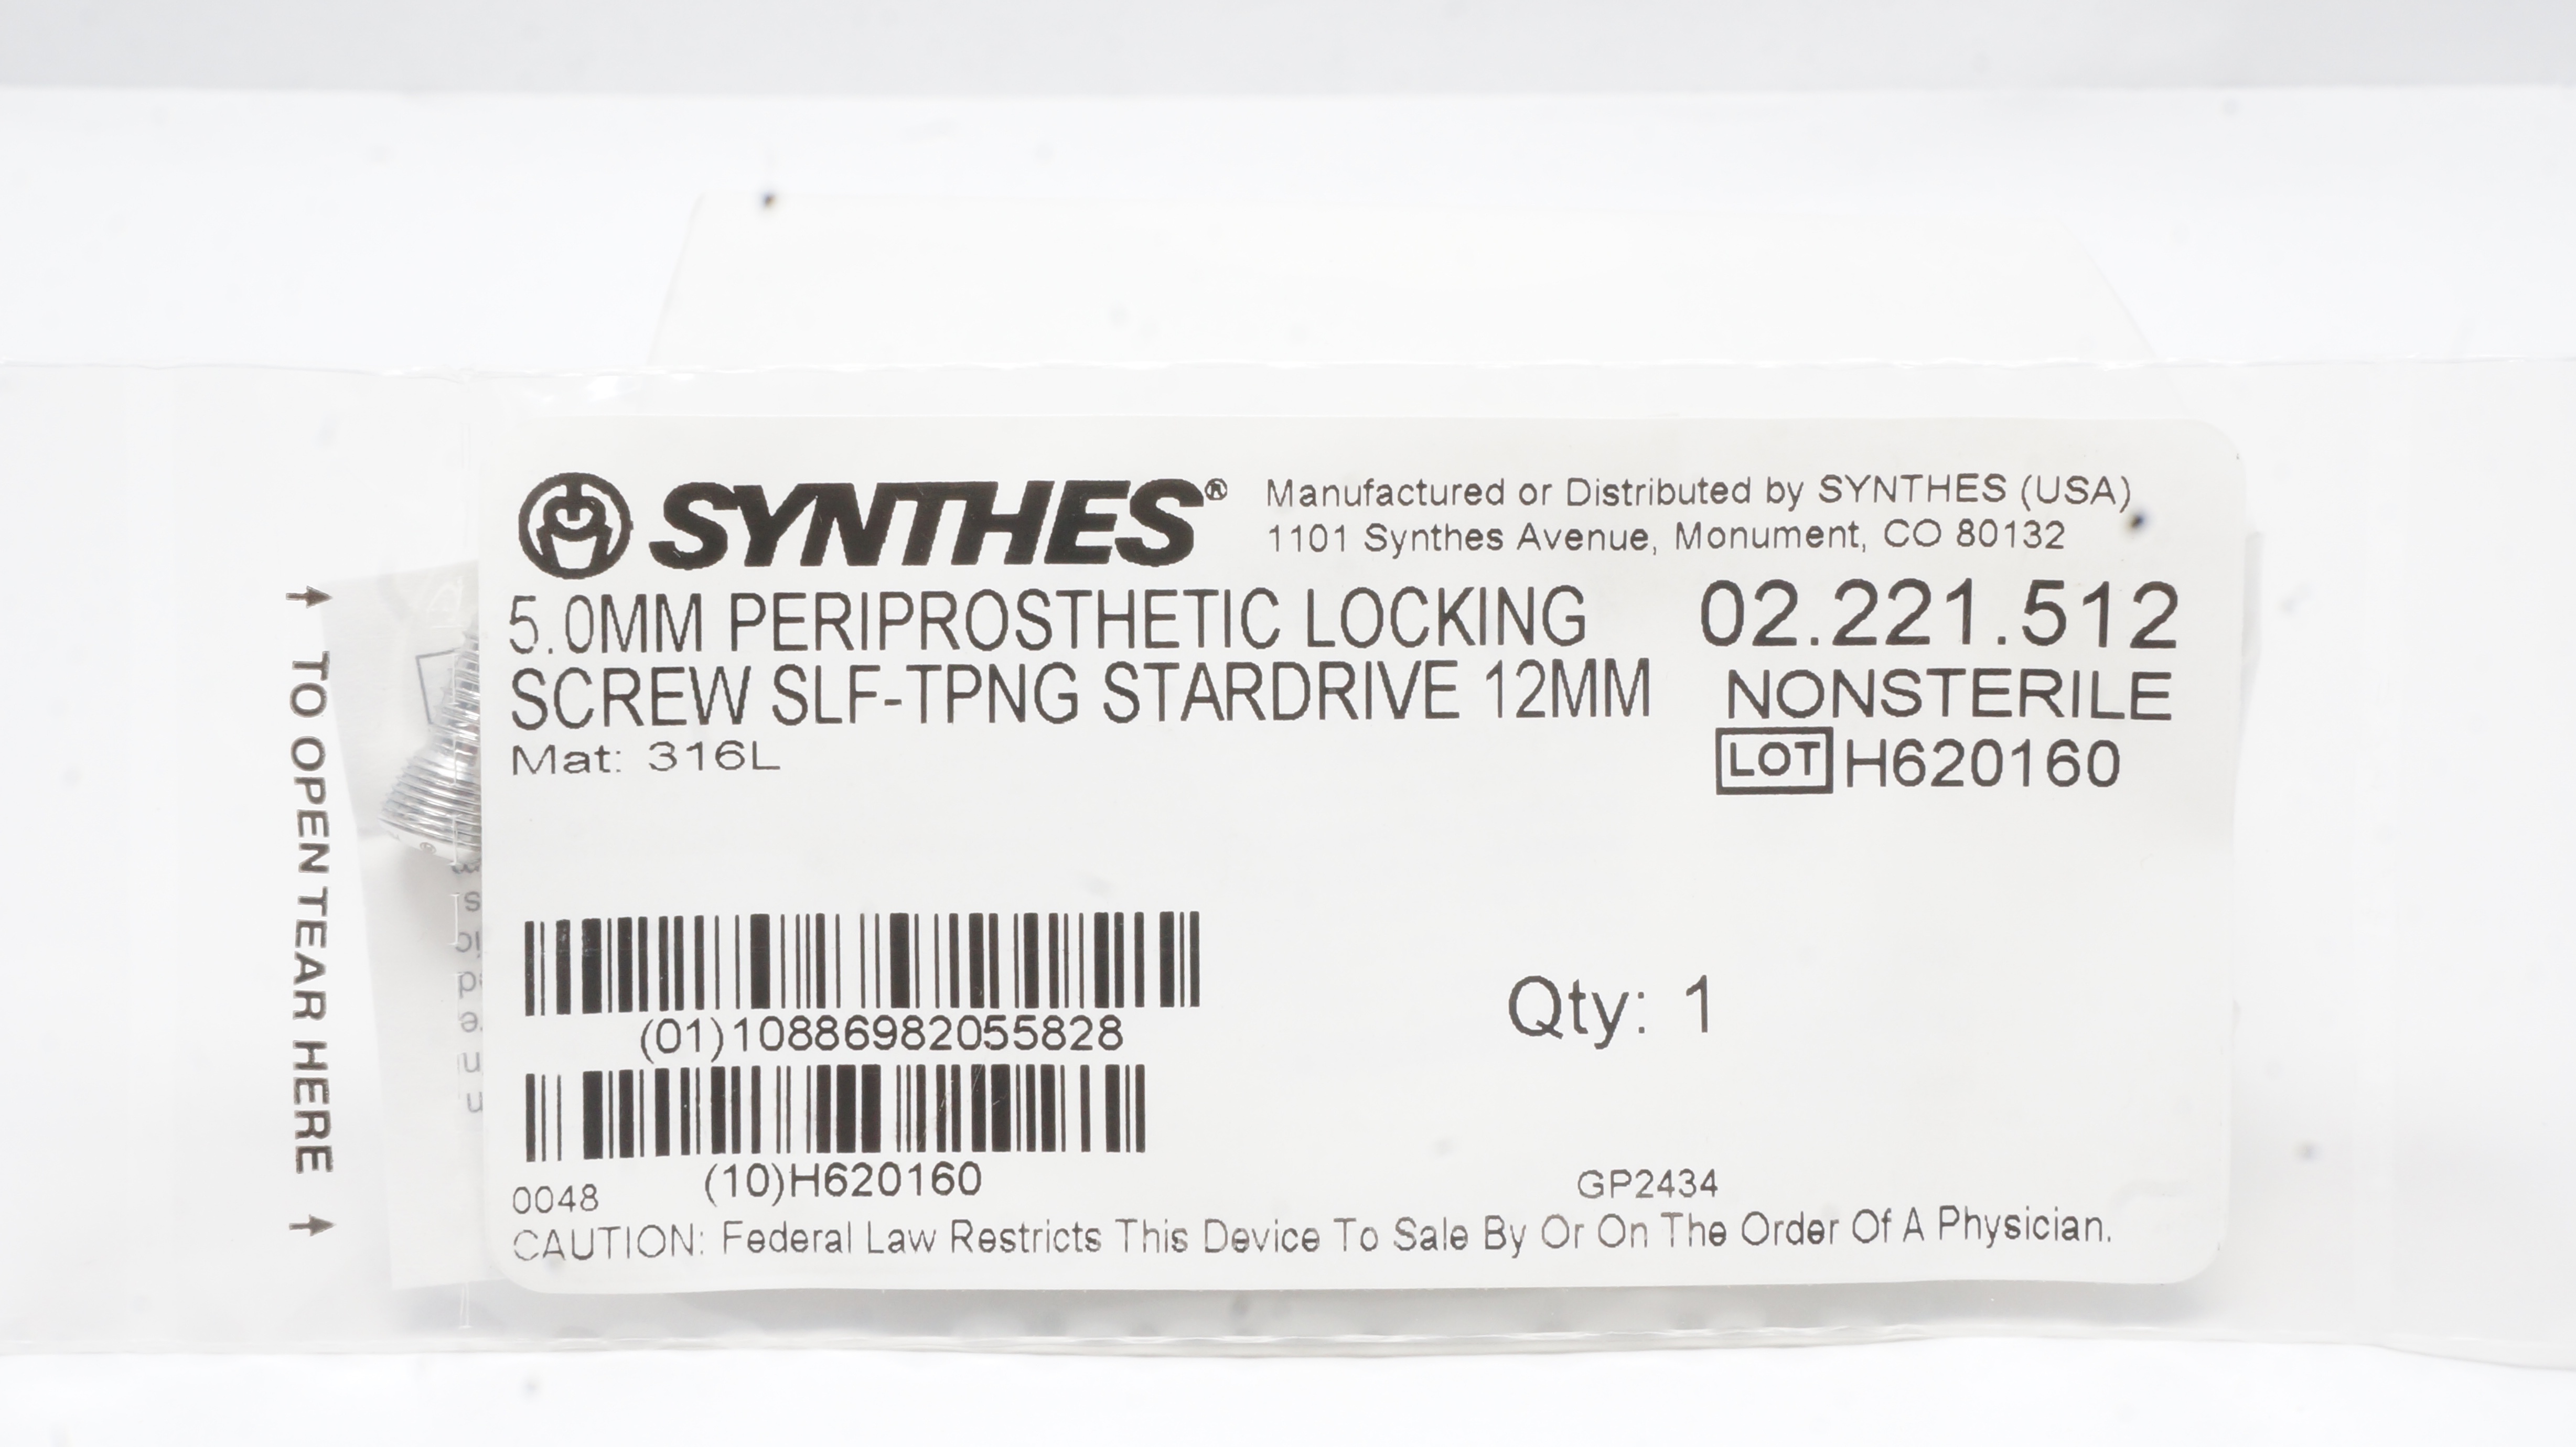 SYNTHES®
Manufactured or Distributed by SYNTHES (USA)
1101 Synthes Avenue, Monument, CO 80132
5.0MM PERIPROSTHETIC LOCKING
SCREW SLF-TPNG STARDRIVE 12MM
Mat: 316L
02.221.512
NONSTERILE
LOT H620160
(01)10886982055828
Qty: 1
(10)H620160
0048
GP2434
CAUTION: Federal Law Restricts This Device To Sale By Or On The Order Of A Physician.
TO OPEN TEAR HERE